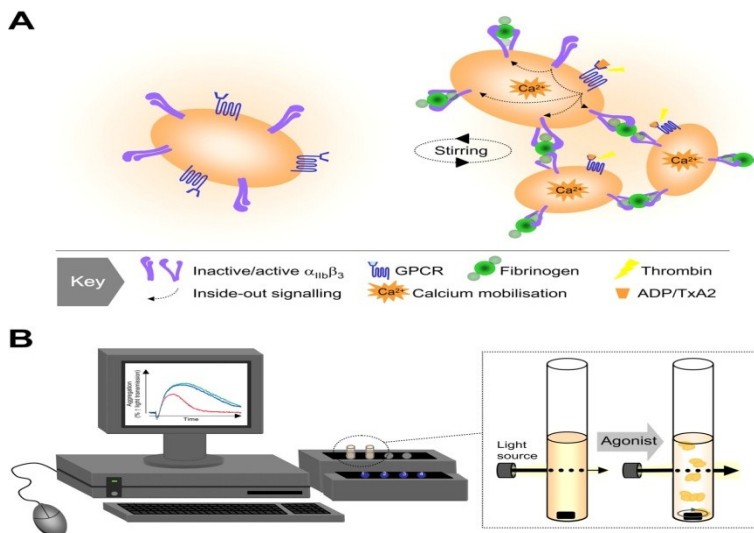 A
Ca²⁺
Stirring
Ca²⁺
Ca²⁺
Key
Inactive/active αIIbβ3
GPCR
Fibrinogen
Thrombin
Inside-out signalling
Ca²⁺
Calcium mobilisation
ADP/TxA2
B
Aggregation
(% ↑ light transmission)
Time
Light
source
Agonist